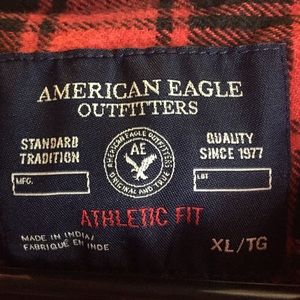 AMERICAN EAGLE
OUTFITTERS
STANDARD
TRADITION
AMERICAN EAGLE OUTFITTERS
AE
ORIGINAL AND TRUE
QUALITY
SINCE 1977
MFG.
LOT
ATHLETIC FIT
MADE IN INDIA/
FABRIQUÉ EN INDE
XL/TG